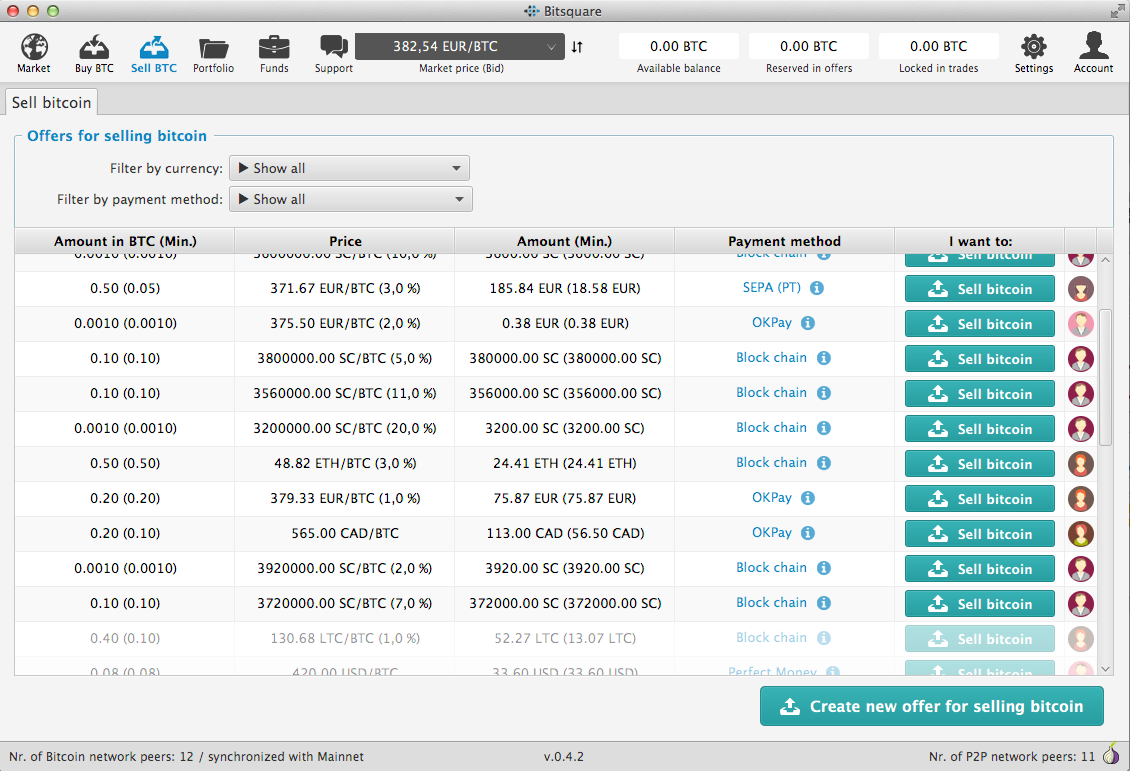 Bitsquare
Market Buy BTC Sell BTC Portfolio Funds Support
382,54 EUR/BTC
Market price (Bid)
0.00 BTC 0.00 BTC 0.00 BTC
Available balance Reserved in offers Locked in trades
Settings Account
Sell bitcoin
Offers for selling bitcoin
Filter by currency: Show all
Filter by payment method: Show all
Amount in BTC (Min.) Price Amount (Min.) Payment method I want to:
0.0010 (0.0010) Block chain Sell bitcoin
0.50 (0.05) 371.67 EUR/BTC (3,0 %) 185.84 EUR (18.58 EUR) SEPA (PT) Sell bitcoin
0.0010 (0.0010) 375.50 EUR/BTC (2,0 %) 0.38 EUR (0.38 EUR) OKPay Sell bitcoin
0.10 (0.10) 3800000.00 SC/BTC (5,0 %) 380000.00 SC (380000.00 SC) Block chain Sell bitcoin
0.10 (0.10) 3560000.00 SC/BTC (11,0 %) 356000.00 SC (356000.00 SC) Block chain Sell bitcoin
0.0010 (0.0010) 3200000.00 SC/BTC (20,0 %) 3200.00 SC (3200.00 SC) Block chain Sell bitcoin
0.50 (0.50) 48.82 ETH/BTC (3,0 %) 24.41 ETH (24.41 ETH) Block chain Sell bitcoin
0.20 (0.20) 379.33 EUR/BTC (1,0 %) 75.87 EUR (75.87 EUR) OKPay Sell bitcoin
0.20 (0.10) 565.00 CAD/BTC 113.00 CAD (56.50 CAD) OKPay Sell bitcoin
0.0010 (0.0010) 3920000.00 SC/BTC (2,0 %) 3920.00 SC (3920.00 SC) Block chain Sell bitcoin
0.10 (0.10) 3720000.00 SC/BTC (7,0 %) 372000.00 SC (372000.00 SC) Block chain Sell bitcoin
0.40 (0.10) 130.68 LTC/BTC (1,0 %) 52.27 LTC (13.07 LTC) Block chain Sell bitcoin
0.08 (0.08) 420.00 USD/BTC 33.60 USD (33.60 USD) Perfect Money Sell bitcoin
Create new offer for selling bitcoin
Nr. of Bitcoin network peers: 12 / synchronized with Mainnet v.0.4.2 Nr. of P2P network peers: 11